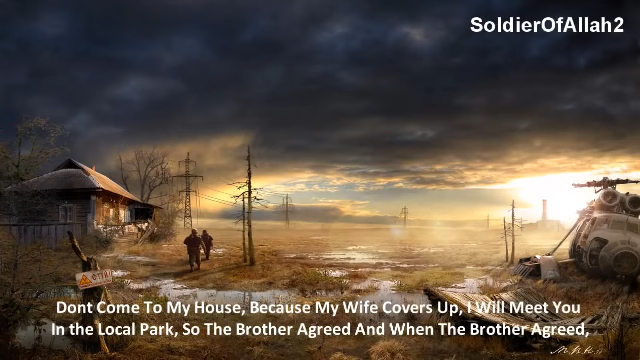 SoldierOfAllah2
Dont Come To My House, Because My Wife Covers Up, I Will Meet You
In the Local Park, So The Brother Agreed And When The Brother Agreed,